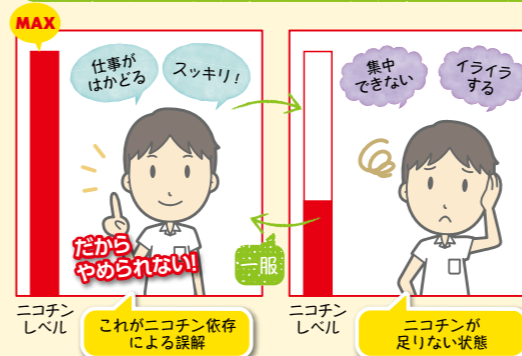 MAX
仕事が
はかどる
スッキリ!
だから
やめられない!
ニコチン
レベル
これがニコチン依存
による誤解
一服
集中
できない
イライラ
する
ニコチン
レベル
ニコチンが
足りない状態